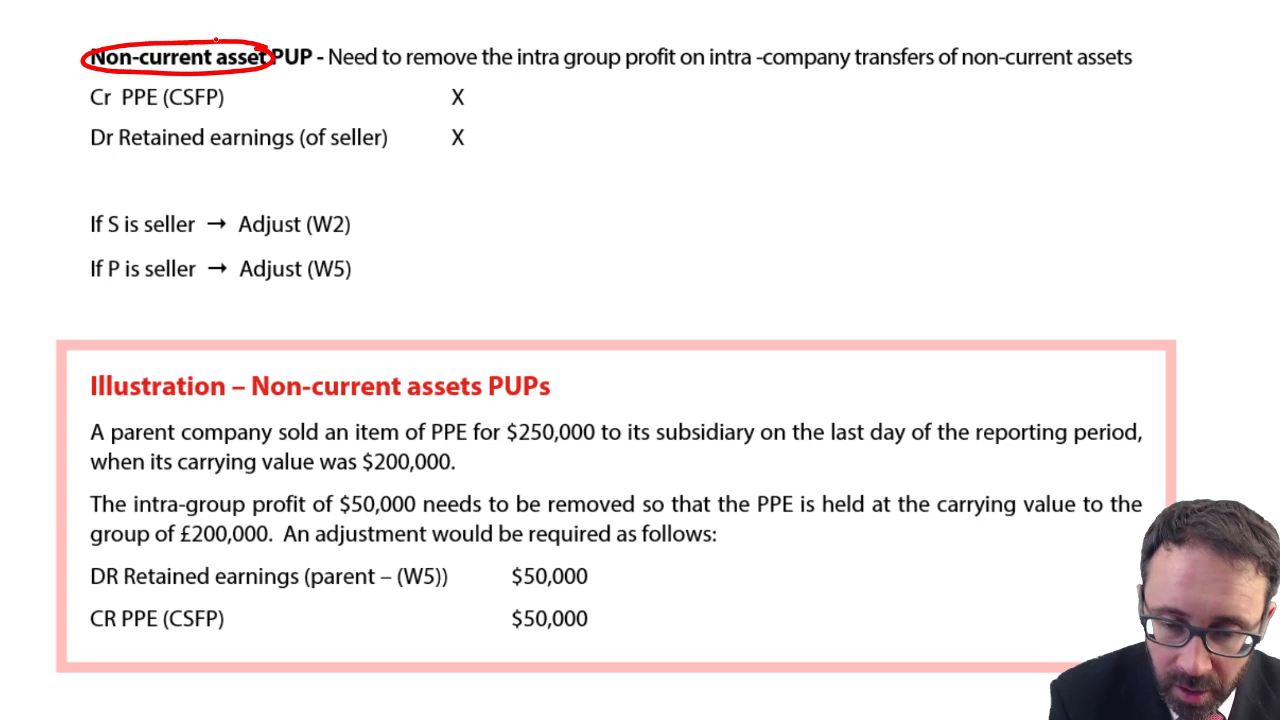 Non-current asset PUP - Need to remove the intra group profit on intra -company transfers of non-current assets
Cr PPE (CSFP) X
Dr Retained earnings (of seller) X
If S is seller → Adjust (W2)
If P is seller → Adjust (W5)
Illustration – Non-current assets PUPs
A parent company sold an item of PPE for $250,000 to its subsidiary on the last day of the reporting period,
when its carrying value was $200,000.
The intra-group profit of $50,000 needs to be removed so that the PPE is held at the carrying value to the
group of £200,000. An adjustment would be required as follows:
DR Retained earnings (parent – (W5)) $50,000
CR PPE (CSFP) $50,000